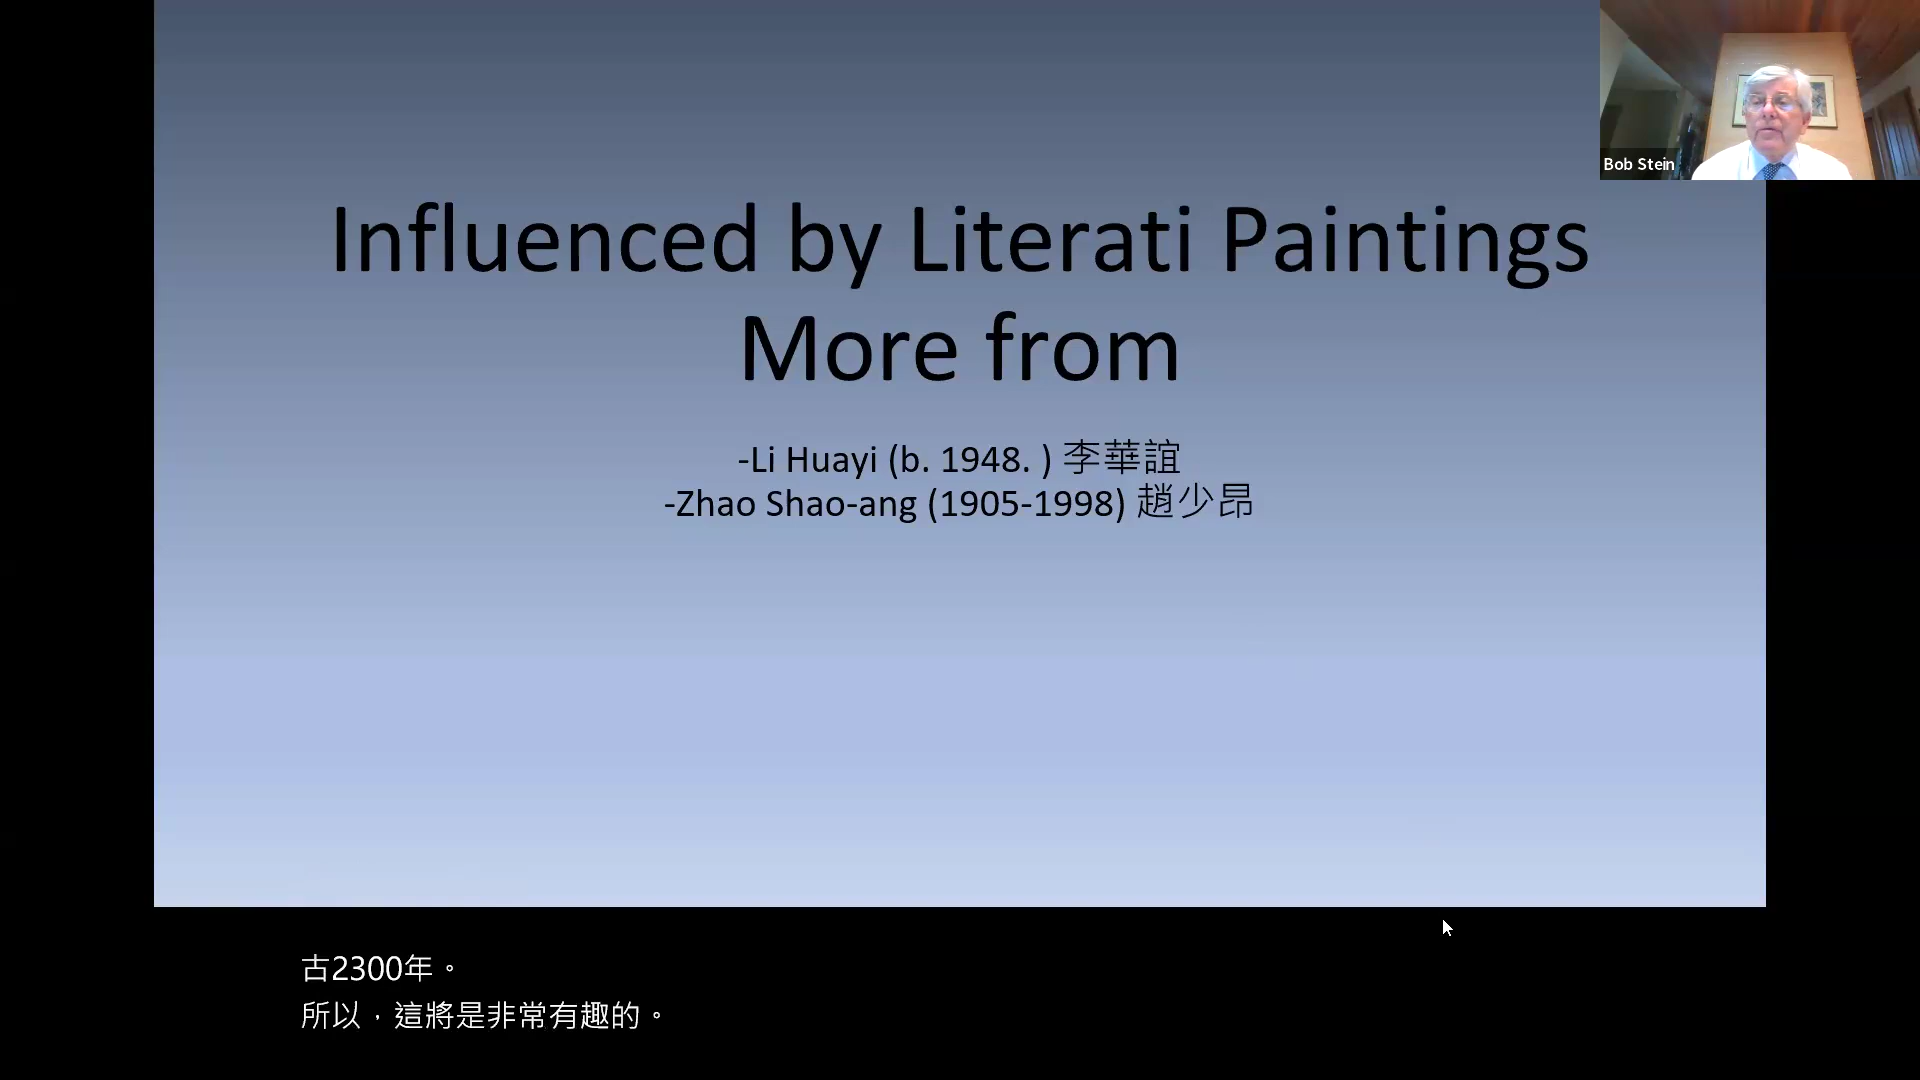 Influenced by Literati Paintings
More from
-Li Huayi (b. 1948. ) 李華誼
-Zhao Shao-ang (1905-1998) 趙少昂
Bob Stein
古2300年。
所以，這將是非常有趣的。